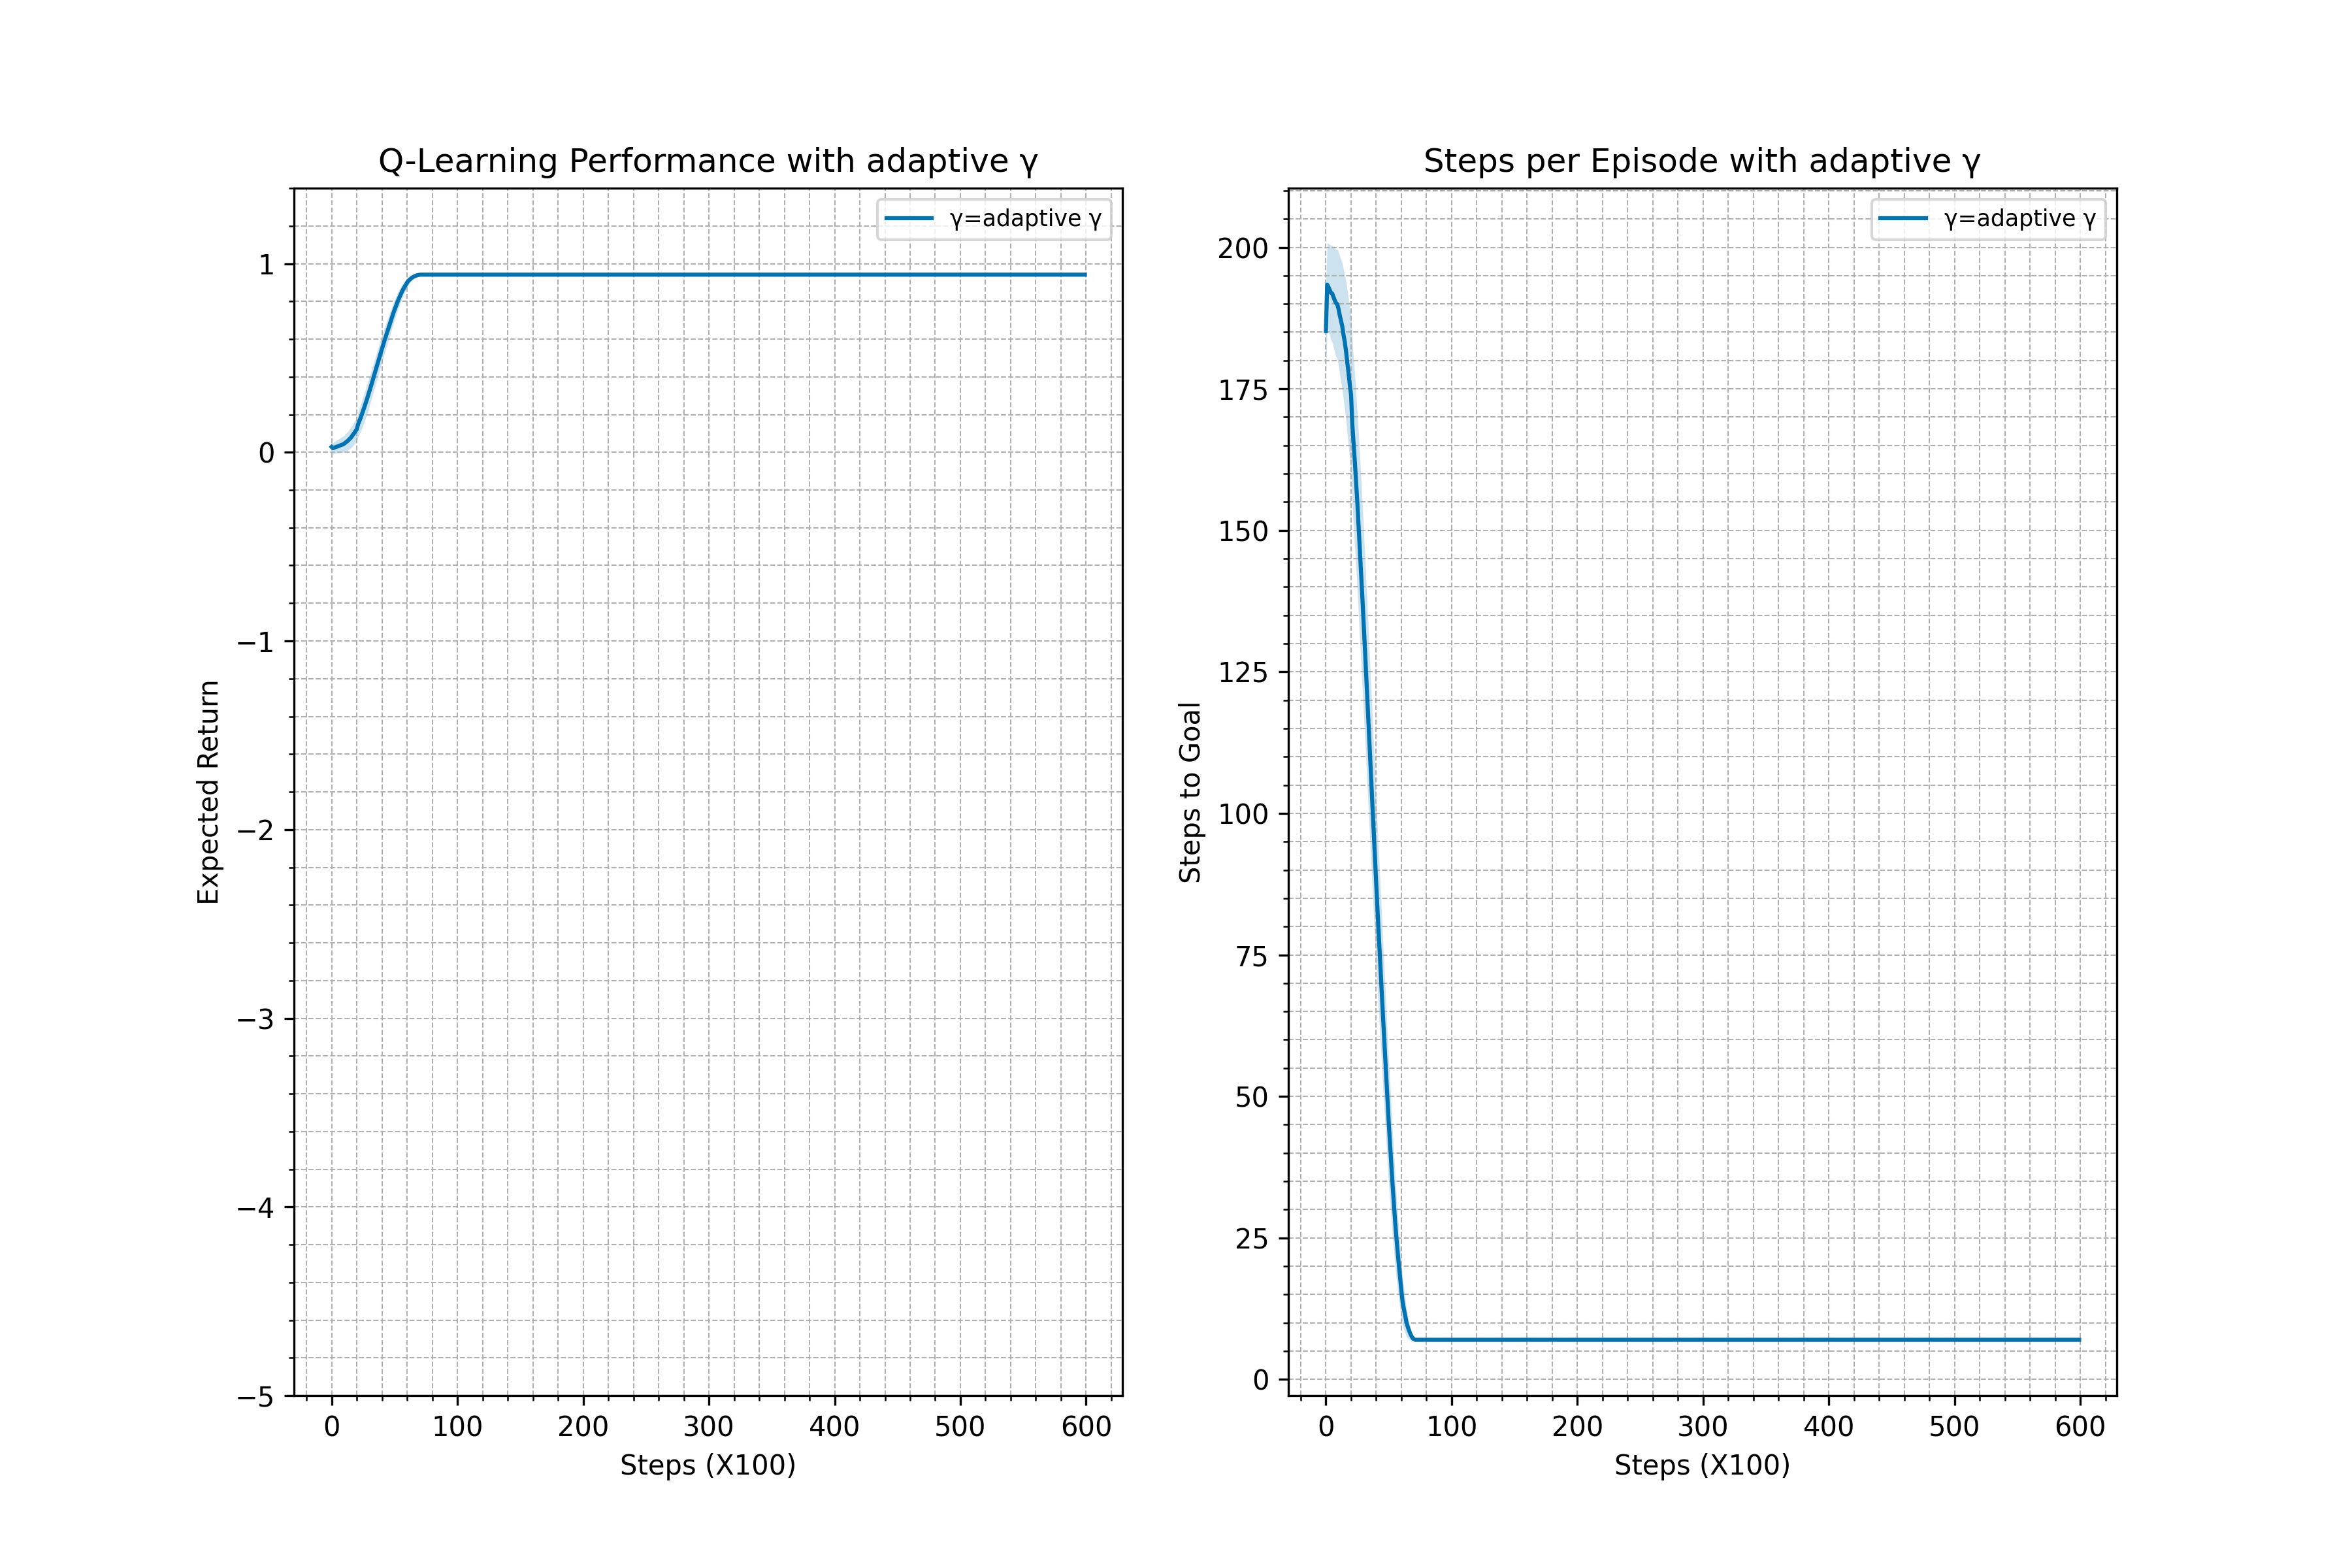 Q-Learning Performance with adaptive γ
γ=adaptive γ
1
0
−1
−2
−3
−4
−5
Expected Return
0 100 200 300 400 500 600
Steps (X100)
Steps per Episode with adaptive γ
γ=adaptive γ
200
175
150
125
100
75
50
25
0
Steps to Goal
0 100 200 300 400 500 600
Steps (X100)